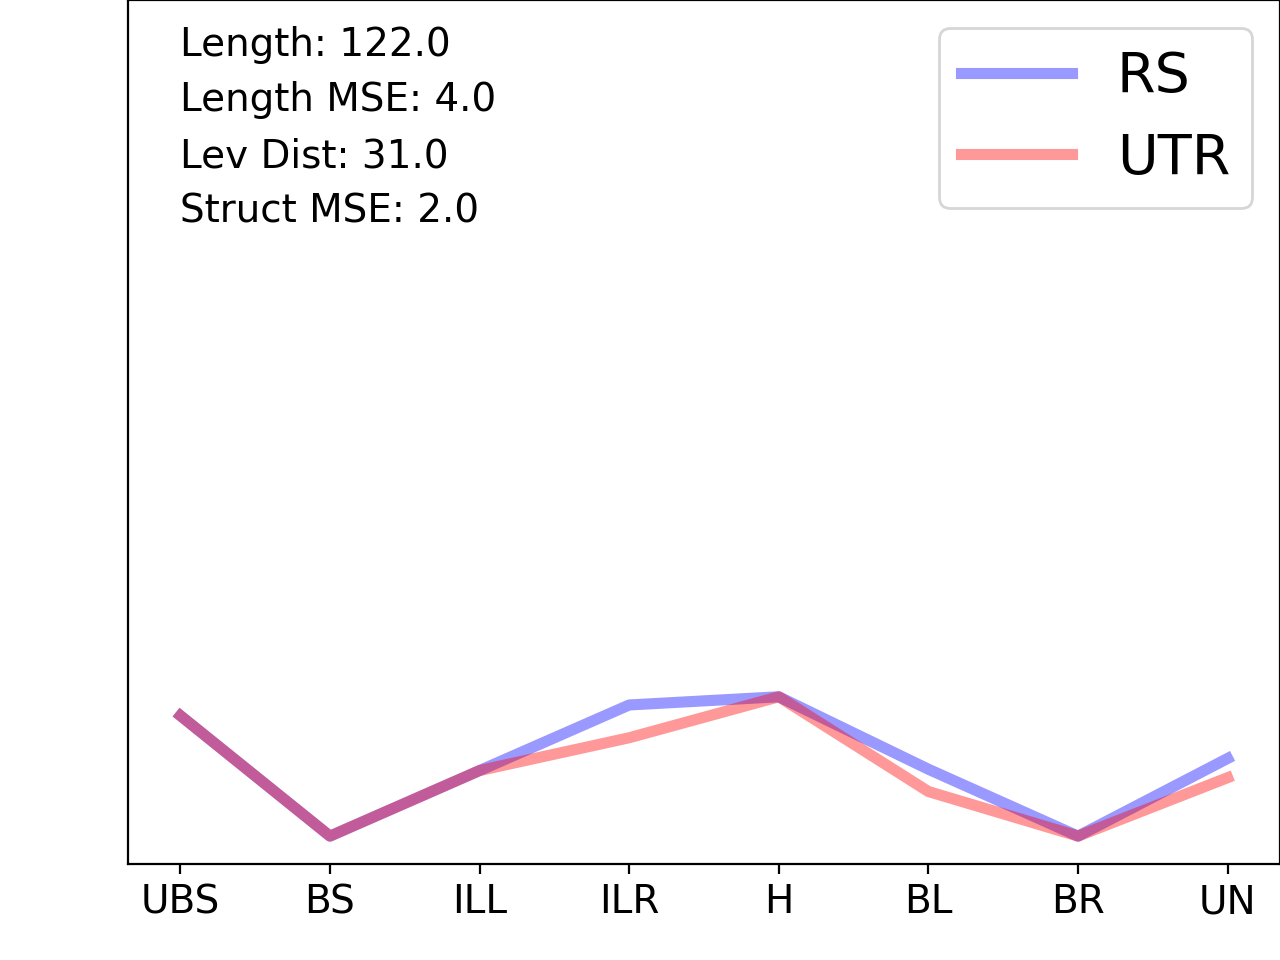 Length: 122.0
Length MSE: 4.0
Lev Dist: 31.0
Struct MSE: 2.0
RS
UTR
UBS BS ILL ILR H BL BR UN